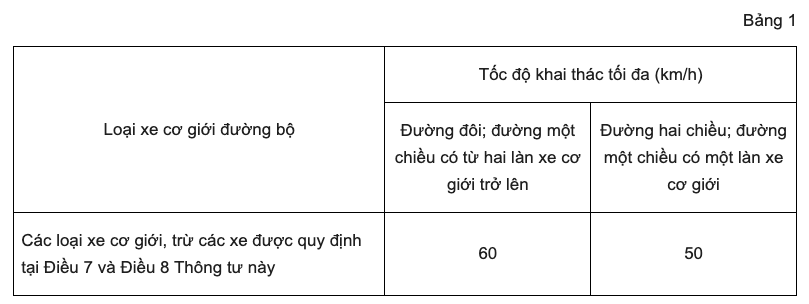 Bảng 1
Loại xe cơ giới đường bộ
Tốc độ khai thác tối đa (km/h)
Đường đôi; đường một
chiều có từ hai làn xe cơ
giới trở lên
Đường hai chiều; đường
một chiều có một làn xe
cơ giới
Các loại xe cơ giới, trừ các xe được quy định
tại Điều 7 và Điều 8 Thông tư này
60
50